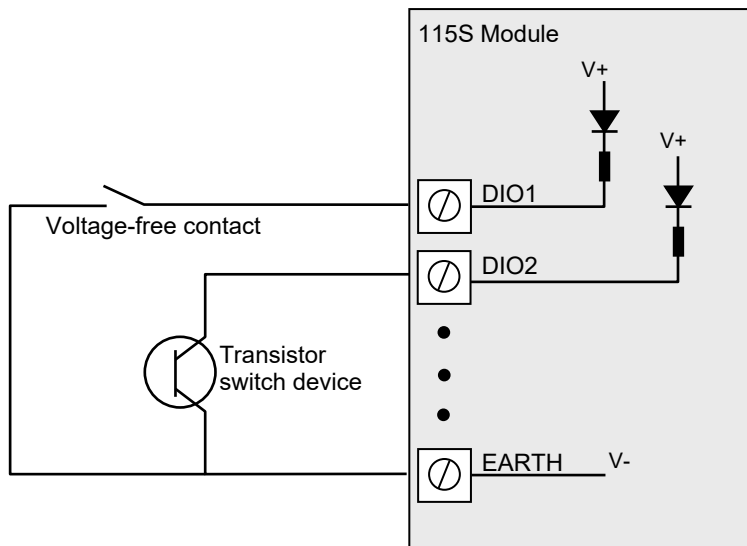 115S Module
V+
V+
DIO1
Voltage-free contact
DIO2
Transistor
switch device
EARTH
V-